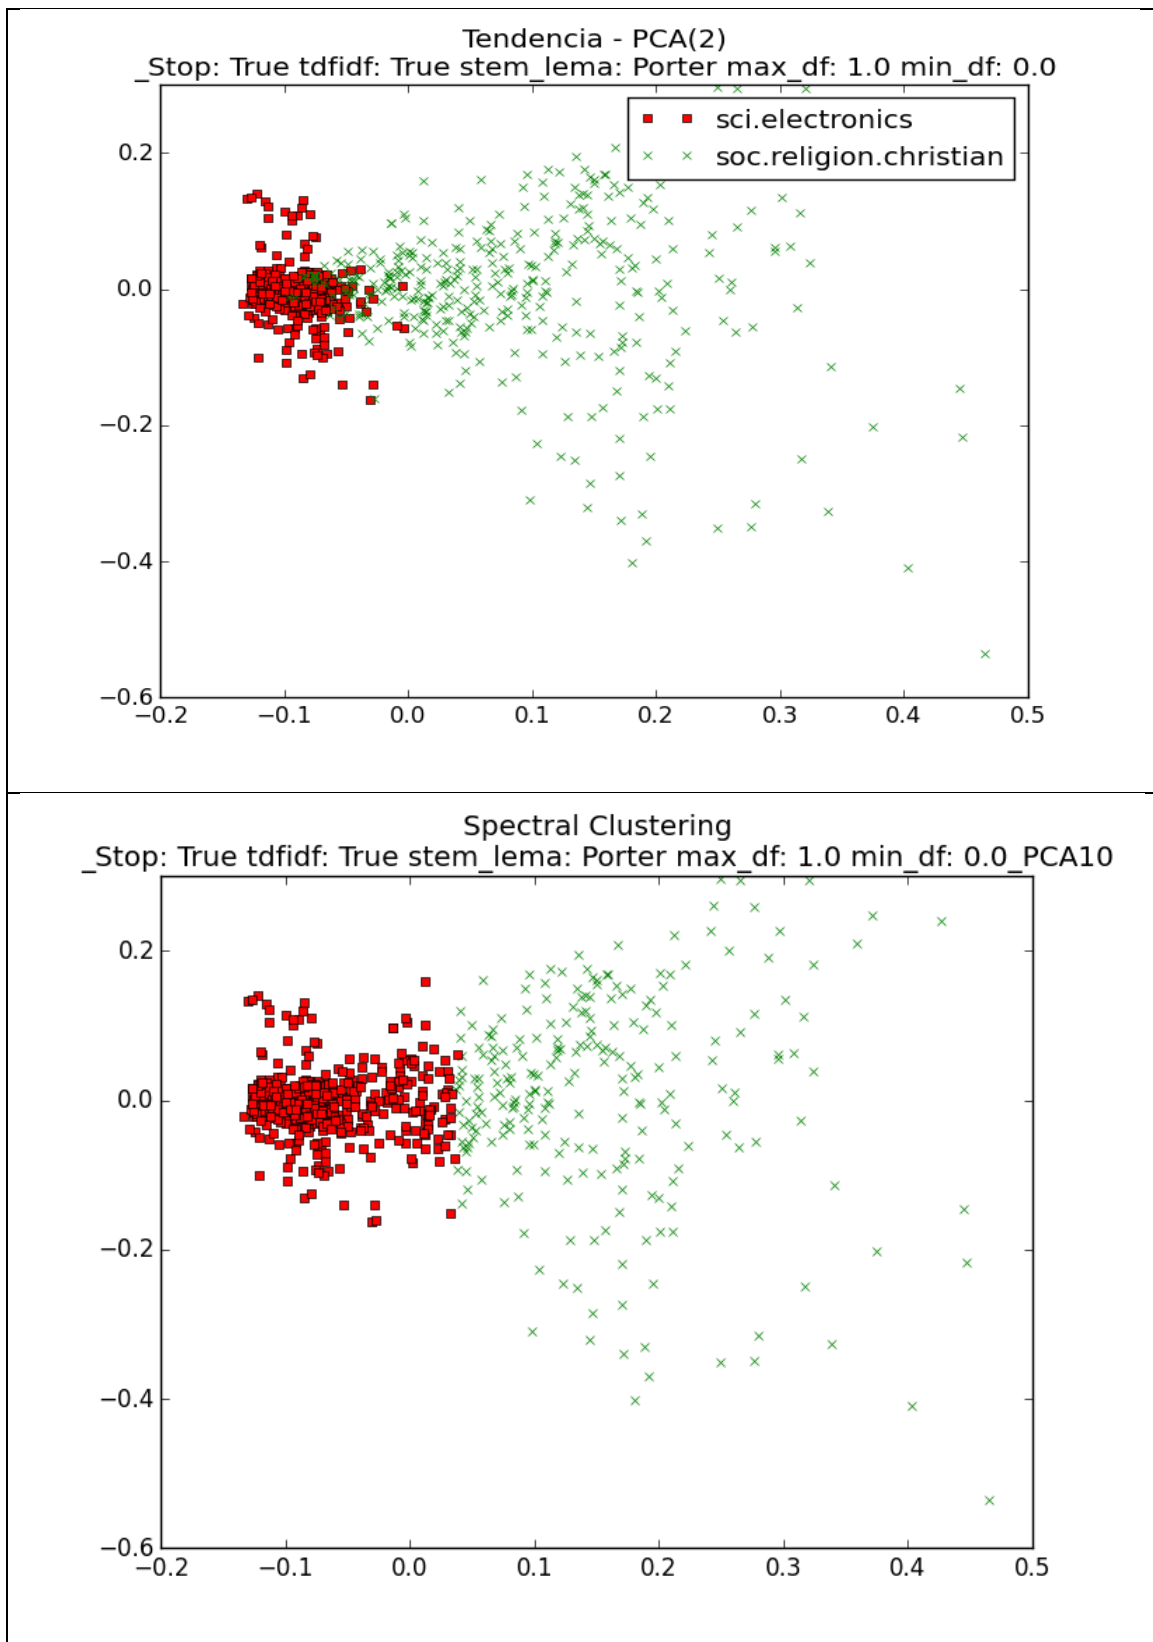 Tendencia - PCA(2)
_Stop: True tdfidf: True stem_lema: Porter max_df: 1.0 min_df: 0.0
sci.electronics
soc.religion.christian
0.2
0.0
−0.2
−0.4
−0.6
−0.2 −0.1 0.0 0.1 0.2 0.3 0.4 0.5
Spectral Clustering
_Stop: True tdfidf: True stem_lema: Porter max_df: 1.0 min_df: 0.0_PCA10
0.2
0.0
−0.2
−0.4
−0.6
−0.2 −0.1 0.0 0.1 0.2 0.3 0.4 0.5